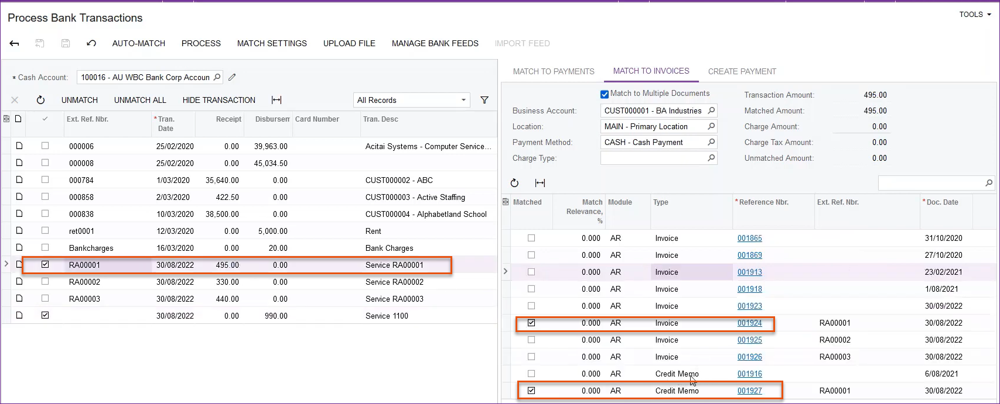 Process Bank Transactions
TOOLS
AUTO-MATCH PROCESS MATCH SETTINGS UPLOAD FILE MANAGE BANK FEEDS IMPORT FEED
* Cash Account: 100016 - AU WBC Bank Corp Accoun
UNMATCH UNMATCH ALL HIDE TRANSACTION All Records
Ext. Ref. Nbr. * Tran. Date Receipt Disbursem Card Number Tran. Desc
000006 25/02/2020 0.00 39,963.00 Acitai Systems - Computer Service...
000008 25/02/2020 0.00 45,034.50
000784 1/03/2020 35,640.00 0.00 CUST000002 - ABC
000858 2/03/2020 422.50 0.00 CUST000003 - Active Staffing
000838 10/03/2020 38,500.00 0.00 CUST000004 - Alphabetland School
ret0001 12/03/2020 0.00 5,000.00 Rent
Bankcharges 16/03/2020 0.00 20.00 Bank Charges
RA00001 30/08/2022 495.00 0.00 Service RA00001
RA00002 30/08/2022 330.00 0.00 Service RA00002
RA00003 30/08/2022 440.00 0.00 Service RA00003
30/08/2022 0.00 990.00 Service 1100
MATCH TO PAYMENTS MATCH TO INVOICES CREATE PAYMENT
Match to Multiple Documents Transaction Amount: 495.00
Business Account: CUST000001 - BA Industries Matched Amount: 495.00
Location: MAIN - Primary Location Charge Amount: 0.00
Payment Method: CASH - Cash Payment Charge Tax Amount: 0.00
Charge Type: Unmatched Amount: 0.00
Matched Match Relevance, % Module Type * Reference Nbr. Ext. Ref. Nbr. * Doc. Date
0.000 AR Invoice 001865 31/10/2020
0.000 AR Invoice 001869 27/10/2020
0.000 AR Invoice 001913 23/02/2021
0.000 AR Invoice 001918 1/08/2021
0.000 AR Invoice 001923 30/09/2022
0.000 AR Invoice 001924 RA00001 30/08/2022
0.000 AR Invoice 001925 RA00002 30/08/2022
0.000 AR Invoice 001926 RA00003 30/08/2022
0.000 AR Credit Memo 001916 6/08/2021
0.000 AR Credit Memo 001927 RA00001 30/08/2022